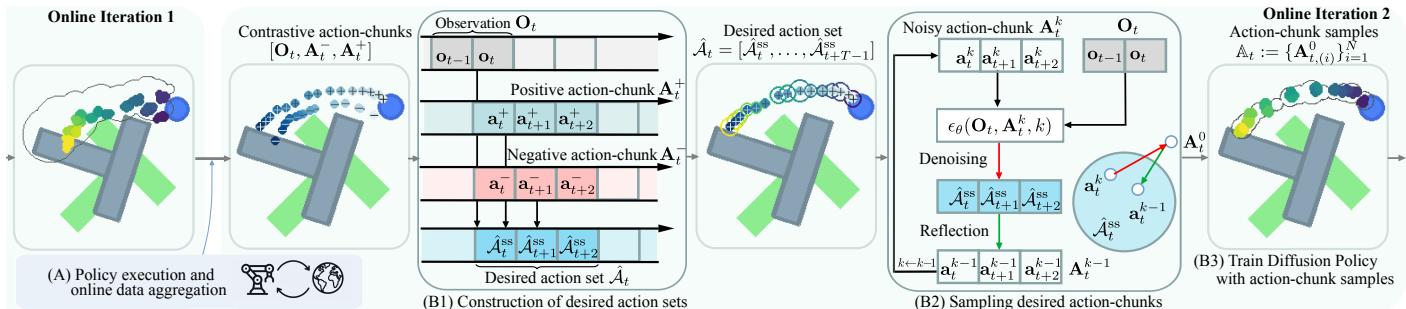 Online Iteration 1
(A) Policy execution and
online data aggregation
Contrastive action-chunks
[O_t, A_t^-, A_t^+]
Observation O_t
o_{t-1} o_t
Positive action-chunk A_t^+
a_t^+ a_{t+1}^+ a_{t+2}^+
Negative action-chunk A_t^-
a_t^- a_{t+1}^- a_{t+2}^-
Â_t^{ss} Â_{t+1}^{ss} Â_{t+2}^{ss}
Desired action set Â_t
(B1) Construction of desired action sets
Desired action set
Â_t = [Â_t^{ss}, . . . , Â_{t+T-1}^{ss}]
Noisy action-chunk A_t^k
a_t^k a_{t+1}^k a_{t+2}^k
O_t
o_{t-1} o_t
ϵ_θ(O_t, A_t^k, k)
Denoising
Â_t^{ss} Â_{t+1}^{ss} Â_{t+2}^{ss}
Reflection
k←k-1
a_t^{k-1} a_{t+1}^{k-1} a_{t+2}^{k-1} A_t^{k-1}
A_t^0
a_t^k
a_t^{k-1}
Â_t^{ss}
(B2) Sampling desired action-chunks
Online Iteration 2
Action-chunk samples
𝔸_t := {A_{t,(i)}^0}_{i=1}^N
(B3) Train Diffusion Policy
with action-chunk samples